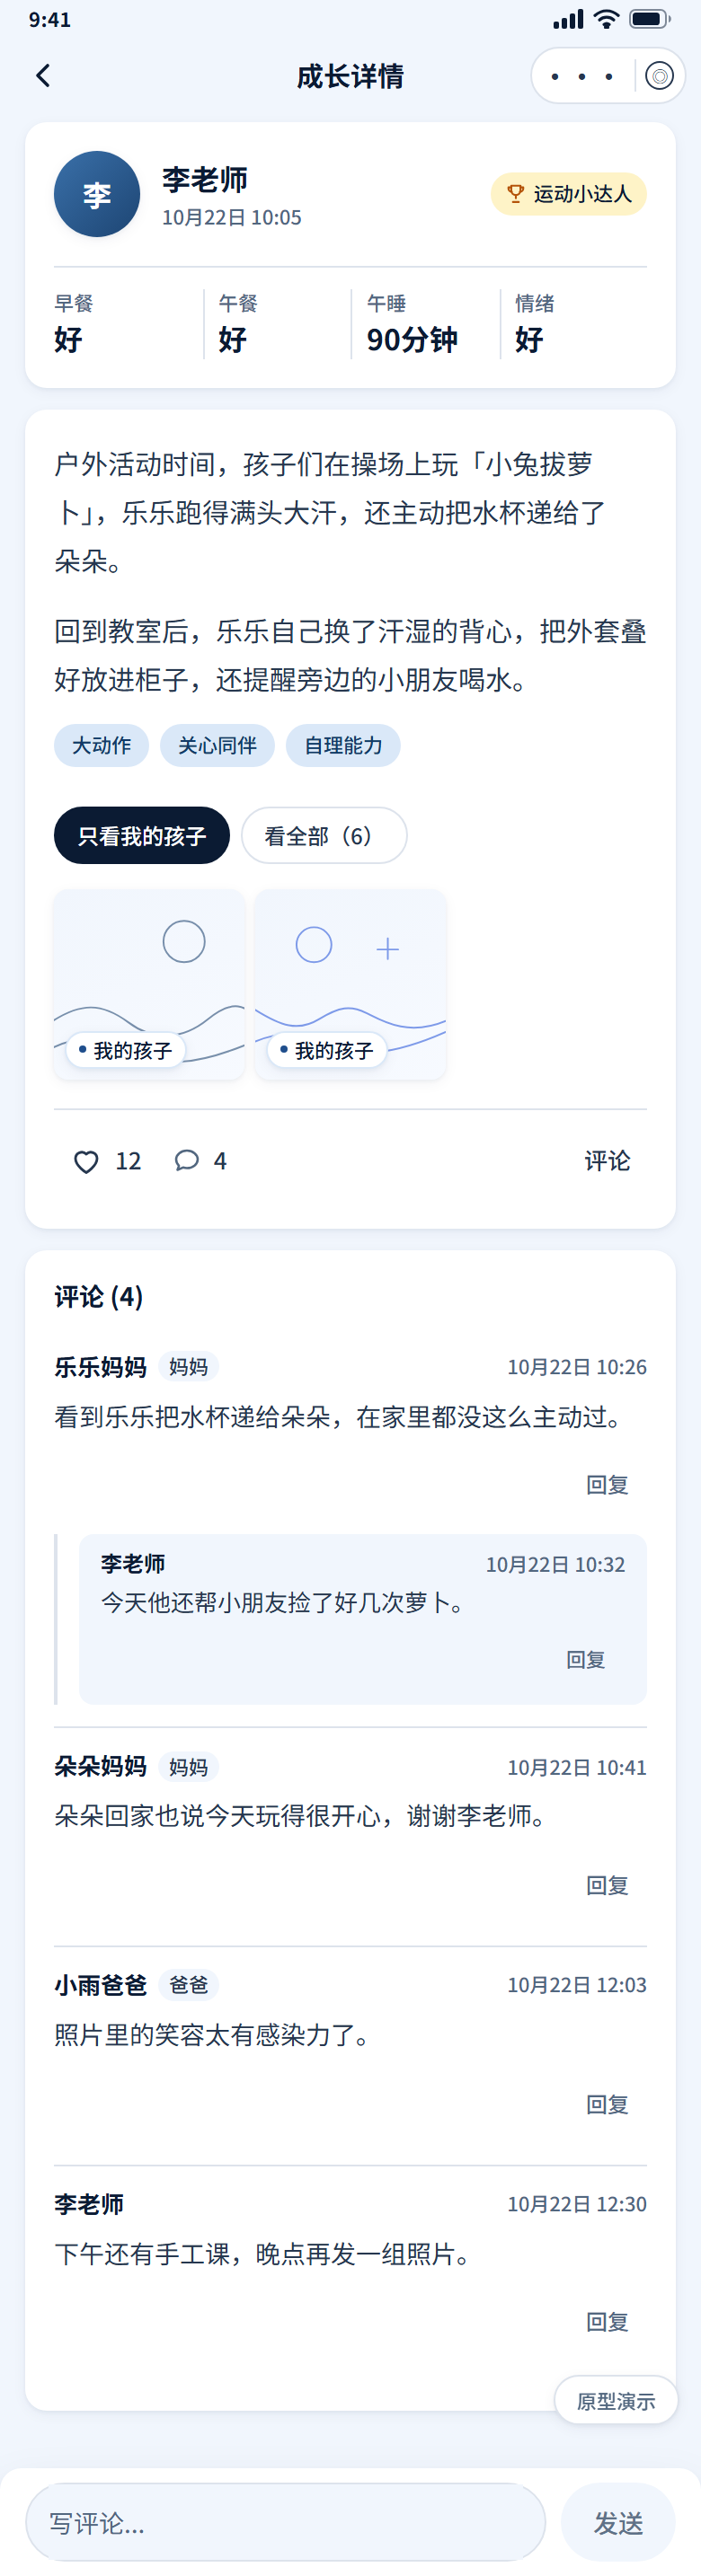 9:41
成长详情
李
李老师
10月22日 10:05
运动小达人
早餐
好
午餐
好
午睡
90分钟
情绪
好
户外活动时间，孩子们在操场上玩「小兔拔萝
卜」，乐乐跑得满头大汗，还主动把水杯递给了
朵朵。
回到教室后，乐乐自己换了汗湿的背心，把外套叠
好放进柜子，还提醒旁边的小朋友喝水。
大动作
关心同伴
自理能力
只看我的孩子
看全部（6）
我的孩子
我的孩子
12
4
评论
评论 (4)
乐乐妈妈 妈妈 10月22日 10:26
看到乐乐把水杯递给朵朵，在家里都没这么主动过。
回复
李老师 10月22日 10:32
今天他还帮小朋友捡了好几次萝卜。
回复
朵朵妈妈 妈妈 10月22日 10:41
朵朵回家也说今天玩得很开心，谢谢李老师。
回复
小雨爸爸 爸爸 10月22日 12:03
照片里的笑容太有感染力了。
回复
李老师 10月22日 12:30
下午还有手工课，晚点再发一组照片。
回复
原型演示
写评论...
发送